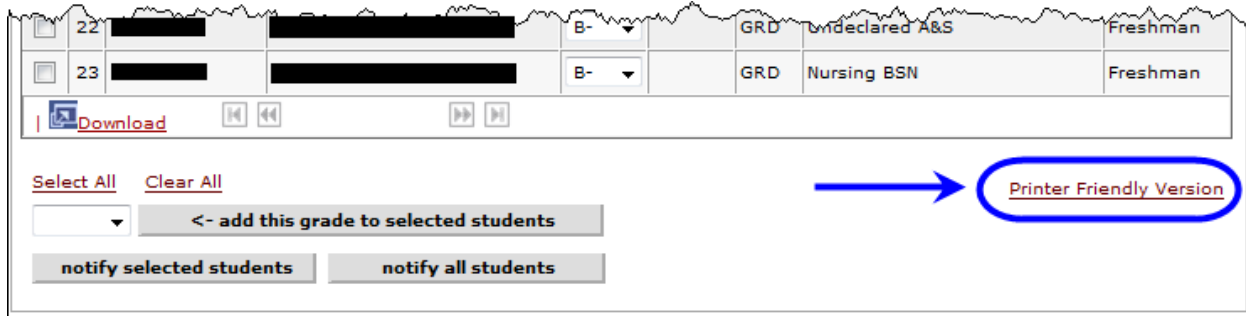 22 B- GRD Undeclared A&S Freshman
23 B- GRD Nursing BSN Freshman
| Download
Select All Clear All Printer Friendly Version
<- add this grade to selected students
notify selected students notify all students